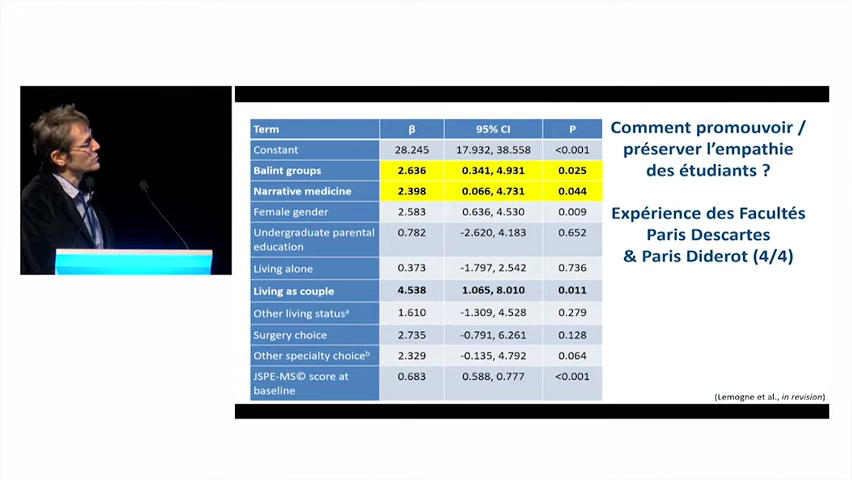 Term β 95% CI P
Constant 28.245 17.932, 38.558 <0.001
Balint groups 2.636 0.341, 4.931 0.025
Narrative medicine 2.398 0.066, 4.731 0.044
Female gender 2.583 0.636, 4.530 0.009
Undergraduate parental education 0.782 -2.620, 4.183 0.652
Living alone 0.373 -1.797, 2.542 0.736
Living as couple 4.538 1.065, 8.010 0.011
Other living statusᵃ 1.610 -1.309, 4.528 0.279
Surgery choice 2.735 -0.791, 6.261 0.128
Other specialty choiceᵇ 2.329 -0.135, 4.792 0.064
JSPE-MS© score at baseline 0.683 0.588, 0.777 <0.001
Comment promouvoir /
préserver l’empathie
des étudiants ?
Expérience des Facultés
Paris Descartes
& Paris Diderot (4/4)
(Lemogne et al., in revision)